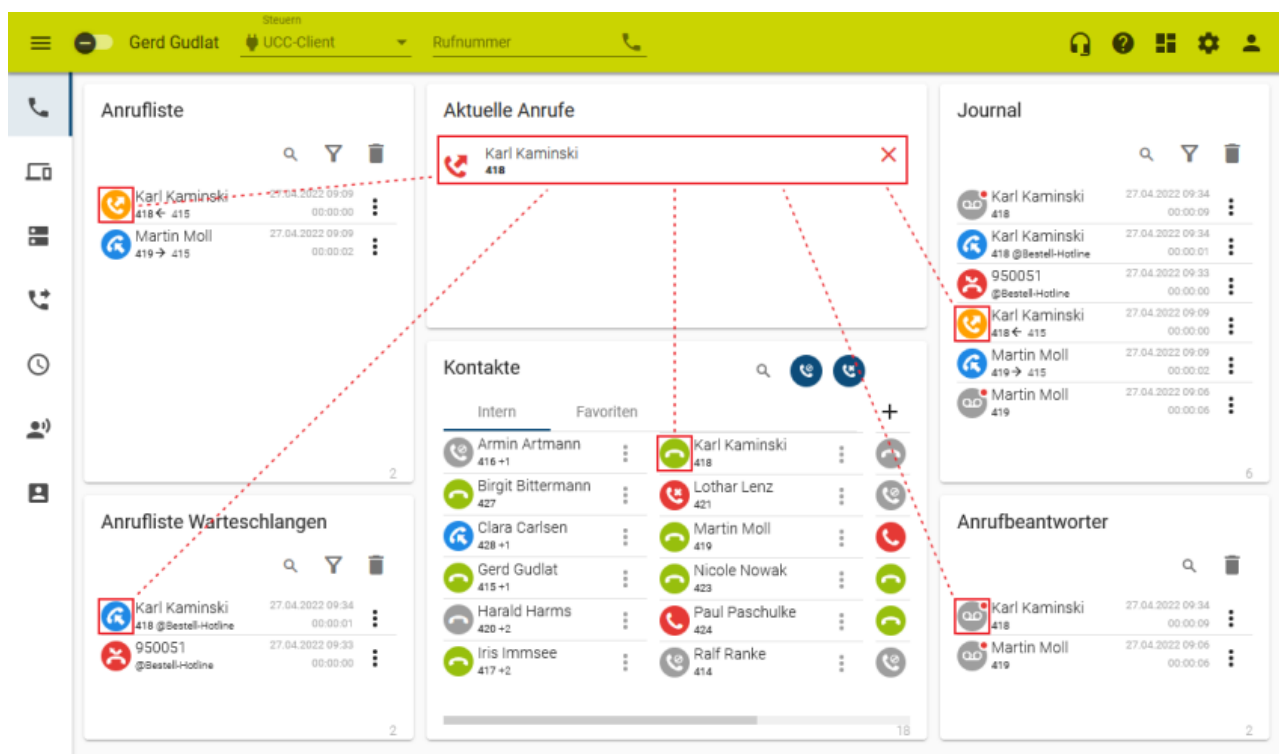 Steuern
Gerd Gudlat UCC-Client Rufnummer
Anrufliste
Karl Kaminski 27.04.2022 09:09
418 ← 415 00:00:00
Martin Moll 27.04.2022 09:09
419 → 415 00:00:02
2
Anrufliste Warteschlangen
Karl Kaminski 27.04.2022 09:34
418 @Bestell-Hotline 00:00:01
950051 27.04.2022 09:33
@Bestell-Hotline 00:00:00
2
Aktuelle Anrufe
Karl Kaminski
418
Kontakte
Intern Favoriten
Armin Artmann Karl Kaminski
416 +1 418
Birgit Bittermann Lothar Lenz
427 421
Clara Carlsen Martin Moll
428 +1 419
Gerd Gudlat Nicole Nowak
415 +1 423
Harald Harms Paul Paschulke
420 +2 424
Iris Immsee Ralf Ranke
417 +2 414
18
Journal
Karl Kaminski 27.04.2022 09:34
418 00:00:09
Karl Kaminski 27.04.2022 09:34
418 @Bestell-Hotline 00:00:01
950051 27.04.2022 09:33
@Bestell-Hotline 00:00:00
Karl Kaminski 27.04.2022 09:09
418 ← 415 00:00:00
Martin Moll 27.04.2022 09:09
419 → 415 00:00:02
Martin Moll 27.04.2022 09:06
419 00:00:06
6
Anrufbeantworter
Karl Kaminski 27.04.2022 09:34
418 00:00:09
Martin Moll 27.04.2022 09:06
419 00:00:06
2